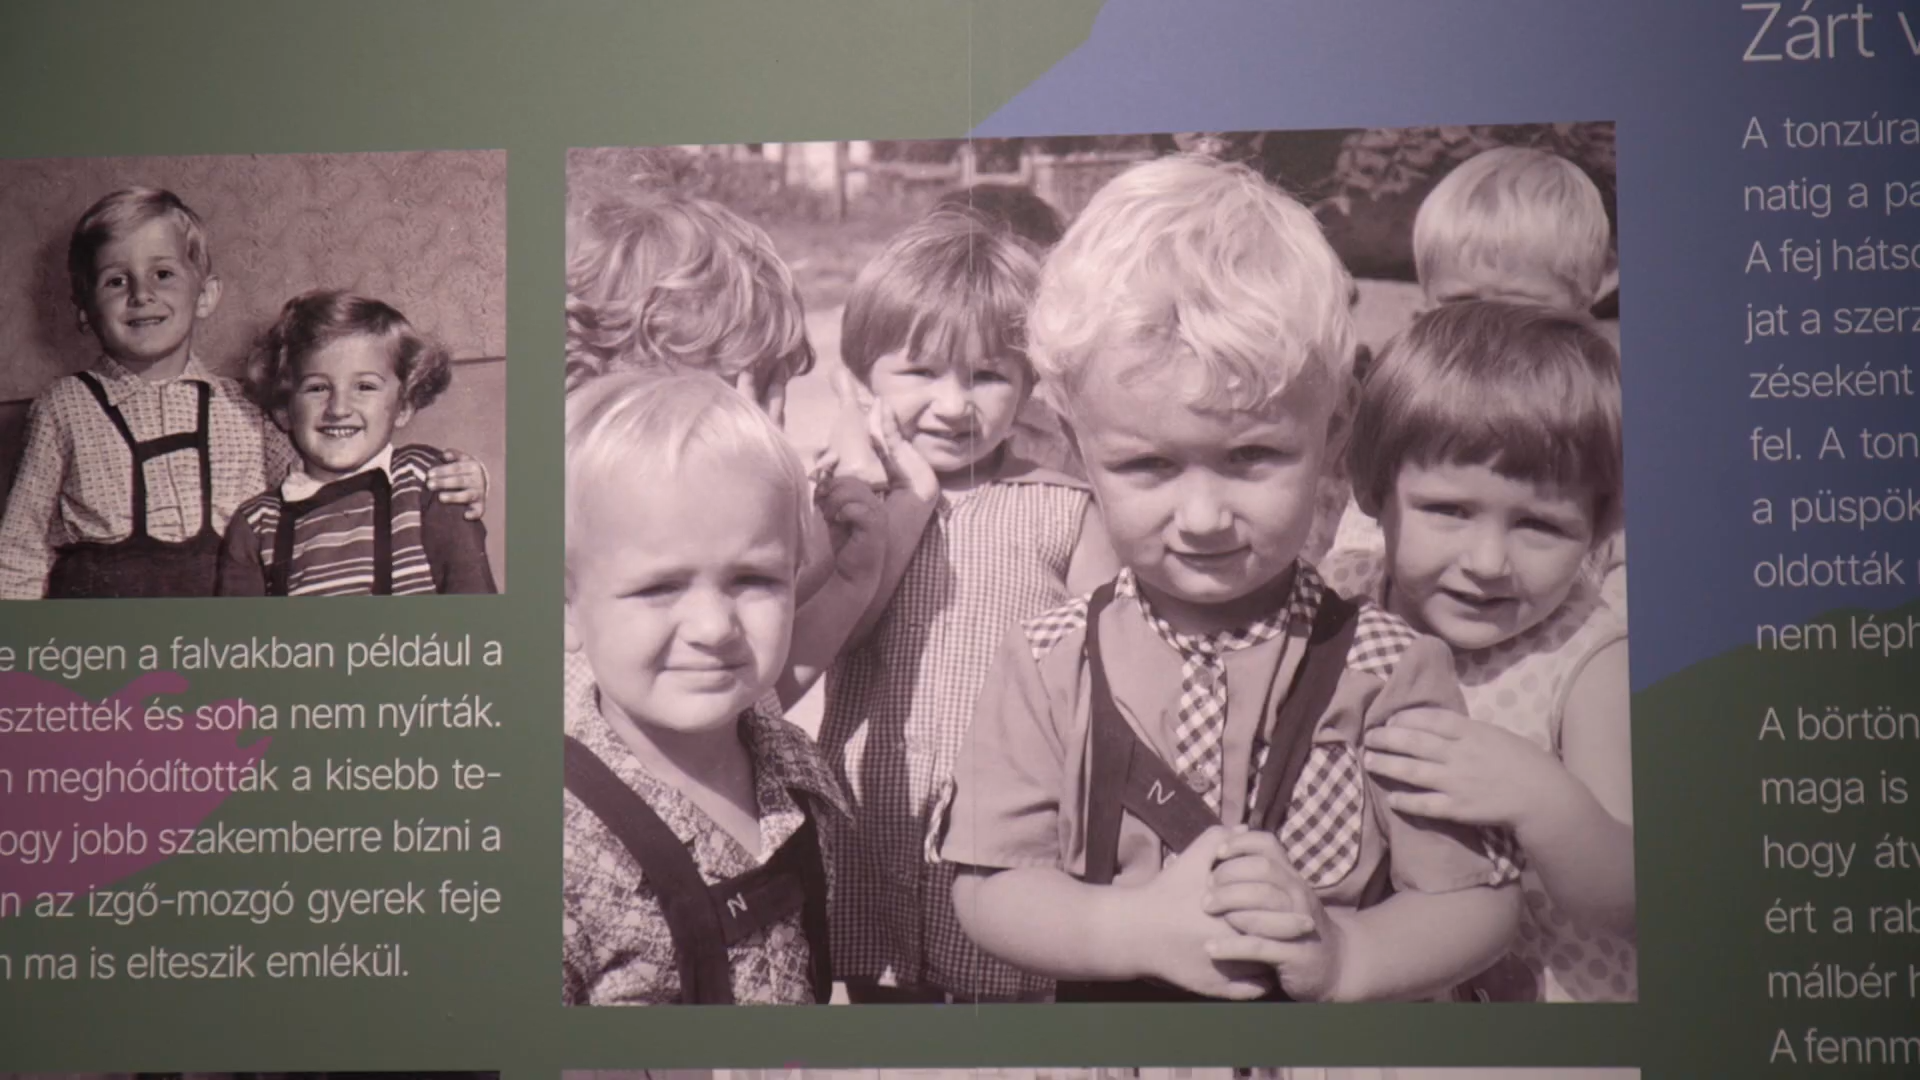 e régen a falvakban például a
sztették és soha nem nyírták.
n meghódították a kisebb te-
ogy jobb szakemberre bízni a
n az izgő-mozgó gyerek feje
n ma is elteszik emlékül.
N
N
Zárt v
A tonzúra
natig a pa
A fej hátsó
jat a szerz
zéseként
fel. A ton
a püspök
oldották
nem léph
A börtön
maga is
hogy átv
ért a rab
málbér h
A fennm